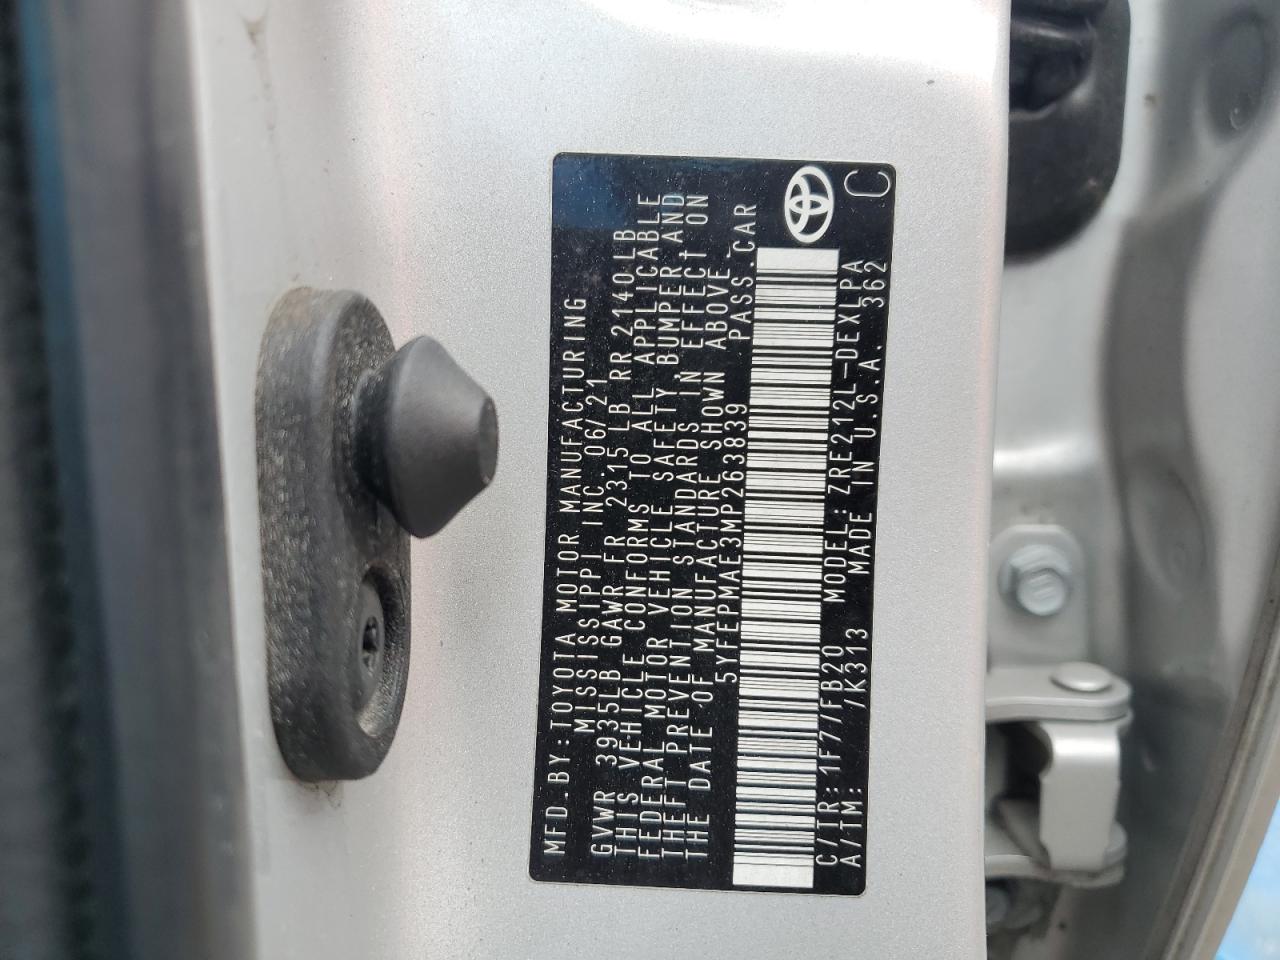 MFD.BY:TOYOTA MOTOR MANUFACTURING
MISSISSIPPI INC. 06/21
GVWR 3935LB GAWR FR 2315 LB RR 2140 LB
THIS VEHICLE CONFORMS TO ALL APPLICABLE
FEDERAL MOTOR VEHICLE SAFETY BUMPER AND
THEFT PREVENTION STANDARDS IN EFFECT ON
THE DATE OF MANUFACTURE SHOWN ABOVE.
5YFEPMAE3MP263839 PASS.CAR
C/TR:1F7/FB20 MODEL:ZRE212L-DEXLPA
A/TM: /K313 MADE IN U.S.A. 362 C